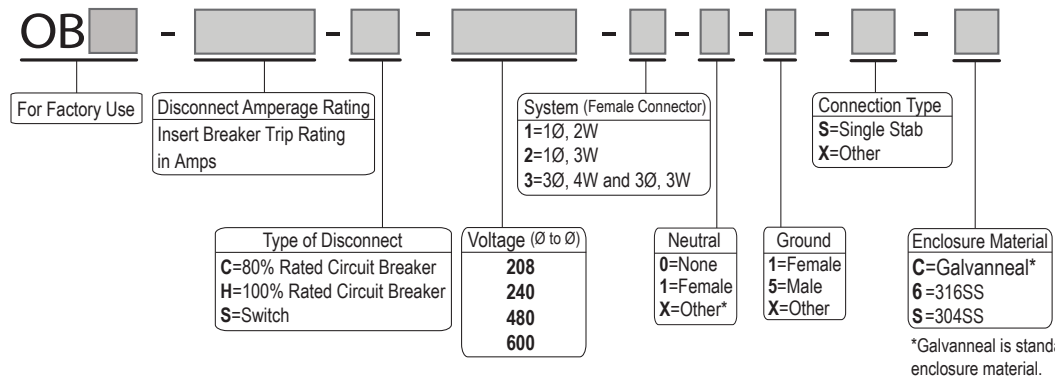 OB - - - - - - - -
For Factory Use
Disconnect Amperage Rating
Insert Breaker Trip Rating
in Amps
System (Female Connector)
1=1Ø, 2W
2=1Ø, 3W
3=3Ø, 4W and 3Ø, 3W
Connection Type
S=Single Stab
X=Other
Type of Disconnect
C=80% Rated Circuit Breaker
H=100% Rated Circuit Breaker
S=Switch
Voltage (Ø to Ø)
208
240
480
600
Neutral
0=None
1=Female
X=Other*
Ground
1=Female
5=Male
X=Other
Enclosure Material
C=Galvanneal*
6 =316SS
S =304SS
*Galvanneal is standa
enclosure material.